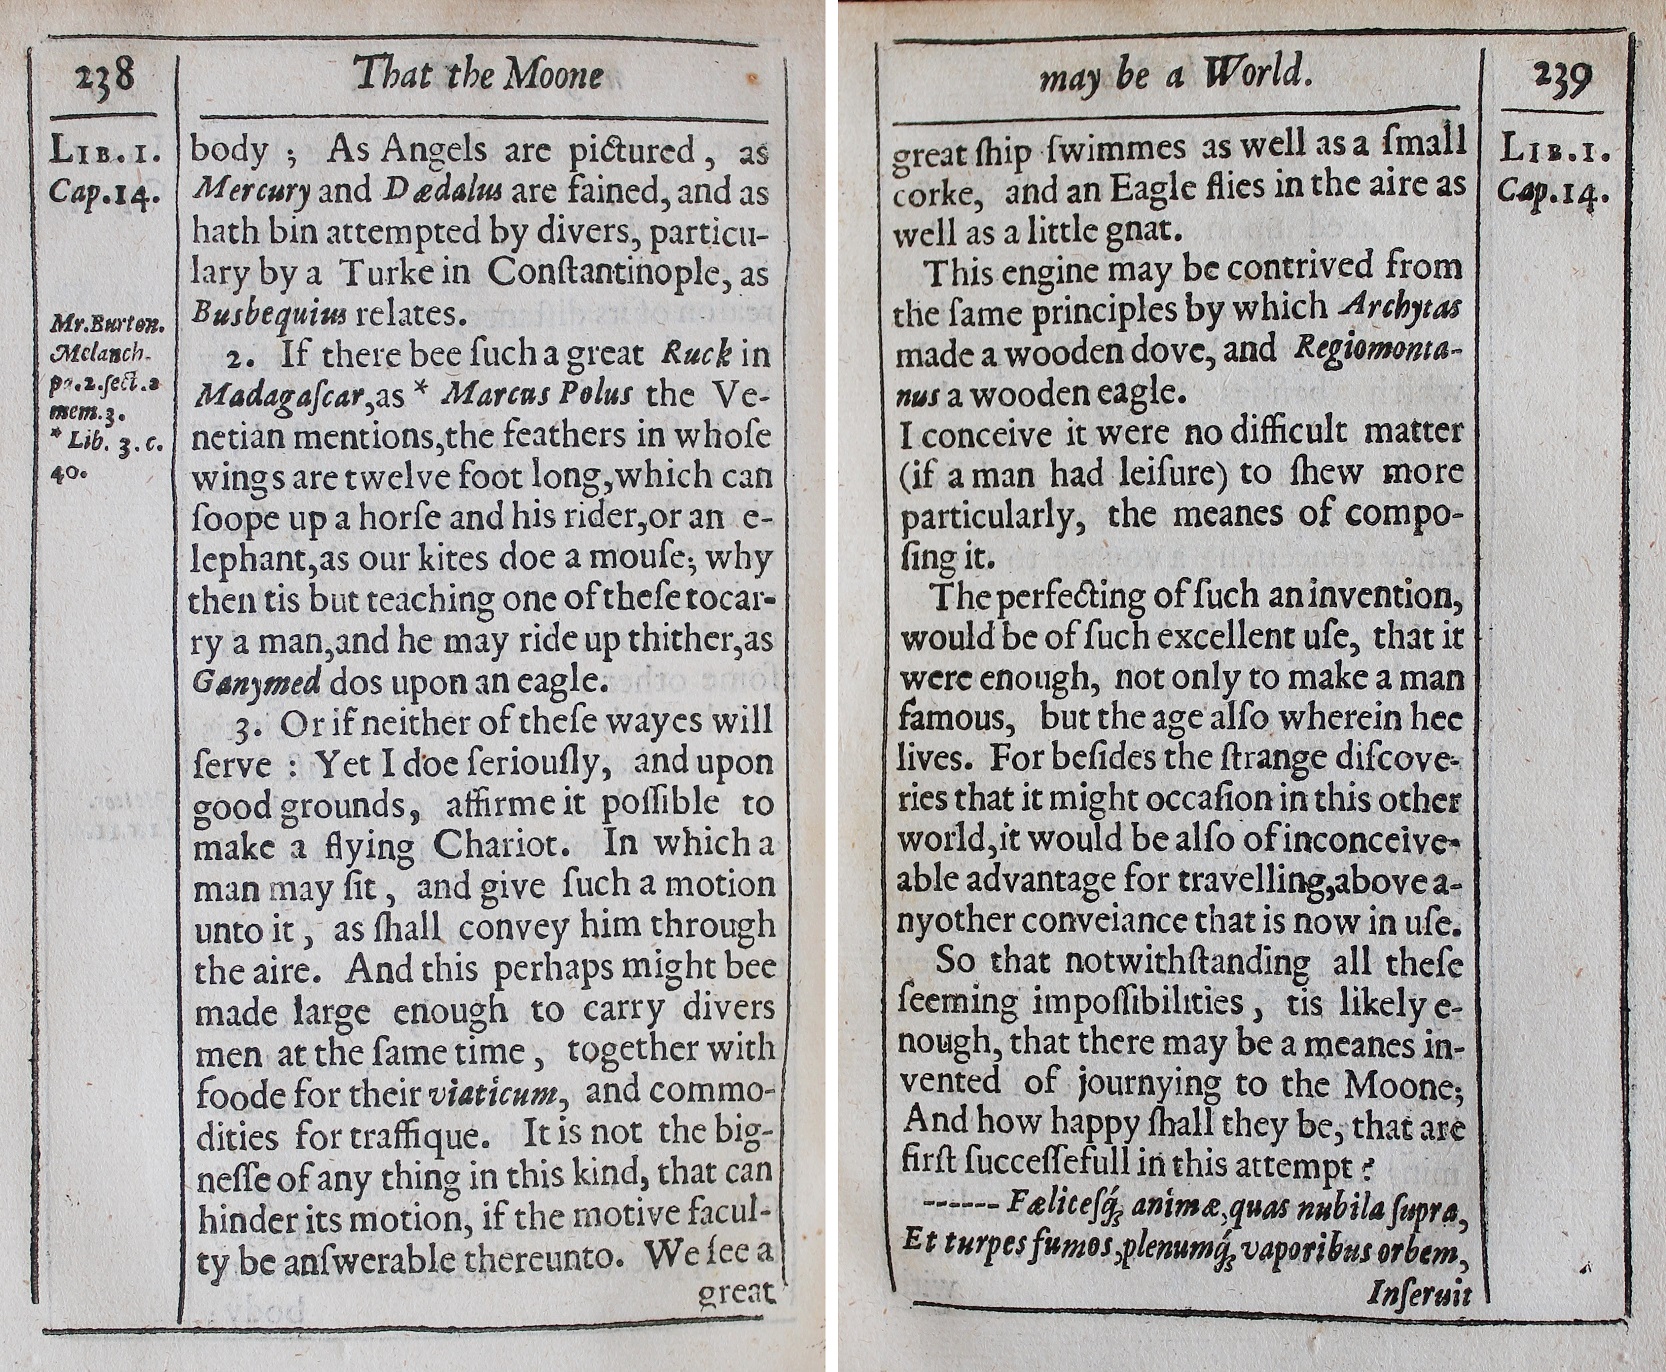 238
That the Moone
LIB. 1.
Cap. 14.
Mr. Burton.
Melanch.
pa. 2. ſect. 2
mem. 3.
* Lib. 3. c.
40.
body ; As Angels are pictured , as
Mercury and Dædalus are fained, and as
hath bin attempted by divers, particu-
lary by a Turke in Conſtantinople, as
Busbequius relates.
2. If there bee ſuch a great Ruck in
Madagaſcar,as * Marcus Polus the Ve-
netian mentions,the feathers in whoſe
wings are twelve foot long,which can
ſoope up a horſe and his rider,or an e-
lephant,as our kites doe a mouſe; why
then tis but teaching one of theſe to car-
ry a man,and he may ride up thither,as
Ganymed dos upon an eagle.
3. Or if neither of theſe wayes will
ſerve : Yet I doe ſeriouſly, and upon
good grounds, affirme it poſſible to
make a flying Chariot. In which a
man may ſit , and give ſuch a motion
unto it , as ſhall convey him through
the aire. And this perhaps might bee
made large enough to carry divers
men at the ſame time , together with
foode for their viaticum, and commo-
dities for traffique. It is not the big-
neſſe of any thing in this kind, that can
hinder its motion, if the motive facul-
ty be anſwerable thereunto. We ſee a
great
may be a World.
239
LIB. 1.
Cap. 14.
great ſhip ſwimmes as well as a ſmall
corke, and an Eagle flies in the aire as
well as a little gnat.
This engine may be contrived from
the ſame principles by which Archytas
made a wooden dove, and Regiomonta-
nus a wooden eagle.
I conceive it were no difficult matter
(if a man had leiſure) to ſhew more
particularly, the meanes of compo-
ſing it.
The perfecting of ſuch an invention,
would be of ſuch excellent uſe, that it
were enough, not only to make a man
famous, but the age alſo wherein hee
lives. For beſides the ſtrange diſcove-
ries that it might occaſion in this other
world,it would be alſo of inconceive-
able advantage for travelling,above a-
nyother conveiance that is now in uſe.
So that notwithſtanding all theſe
ſeeming impoſſibilities , tis likely e-
nough, that there may be a meanes in-
vented of journying to the Moone;
And how happy ſhall they be, that are
firſt ſucceſſefull in this attempt ?
------ Fæliceſq́; animæ,quas nubila ſupra,
Et turpes fumos,plenumq́; vaporibus orbem,
Inſeruit